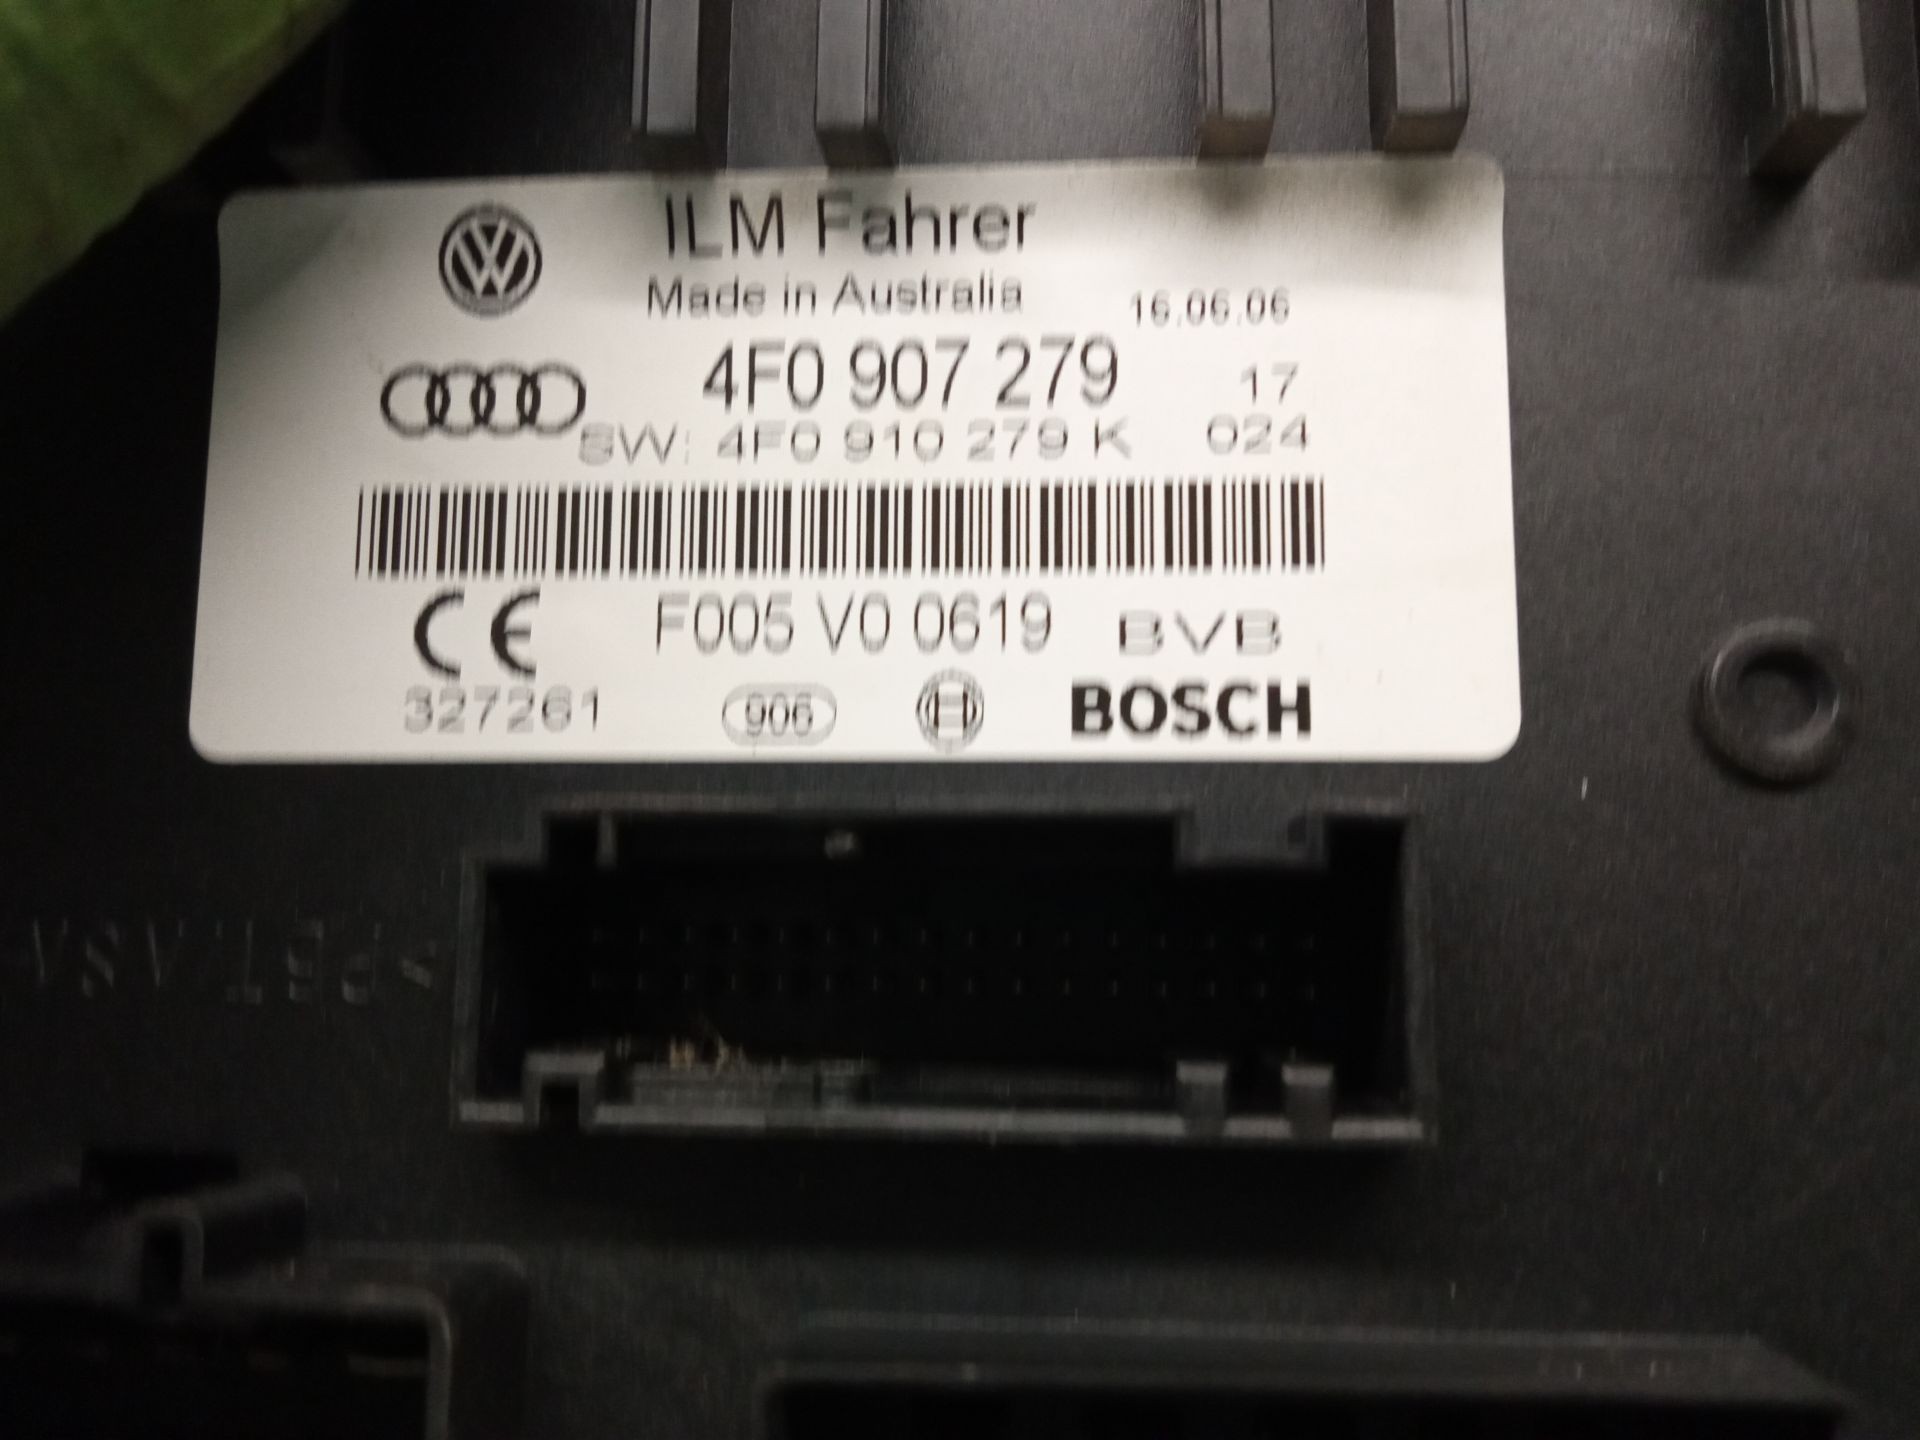 ILM Fahrer
Made in Australia 16.06.06
4F0 907 279 17
SW: 4F0 910 279 K 024
CE F005 V0 0619 BVB
327261 906 BOSCH